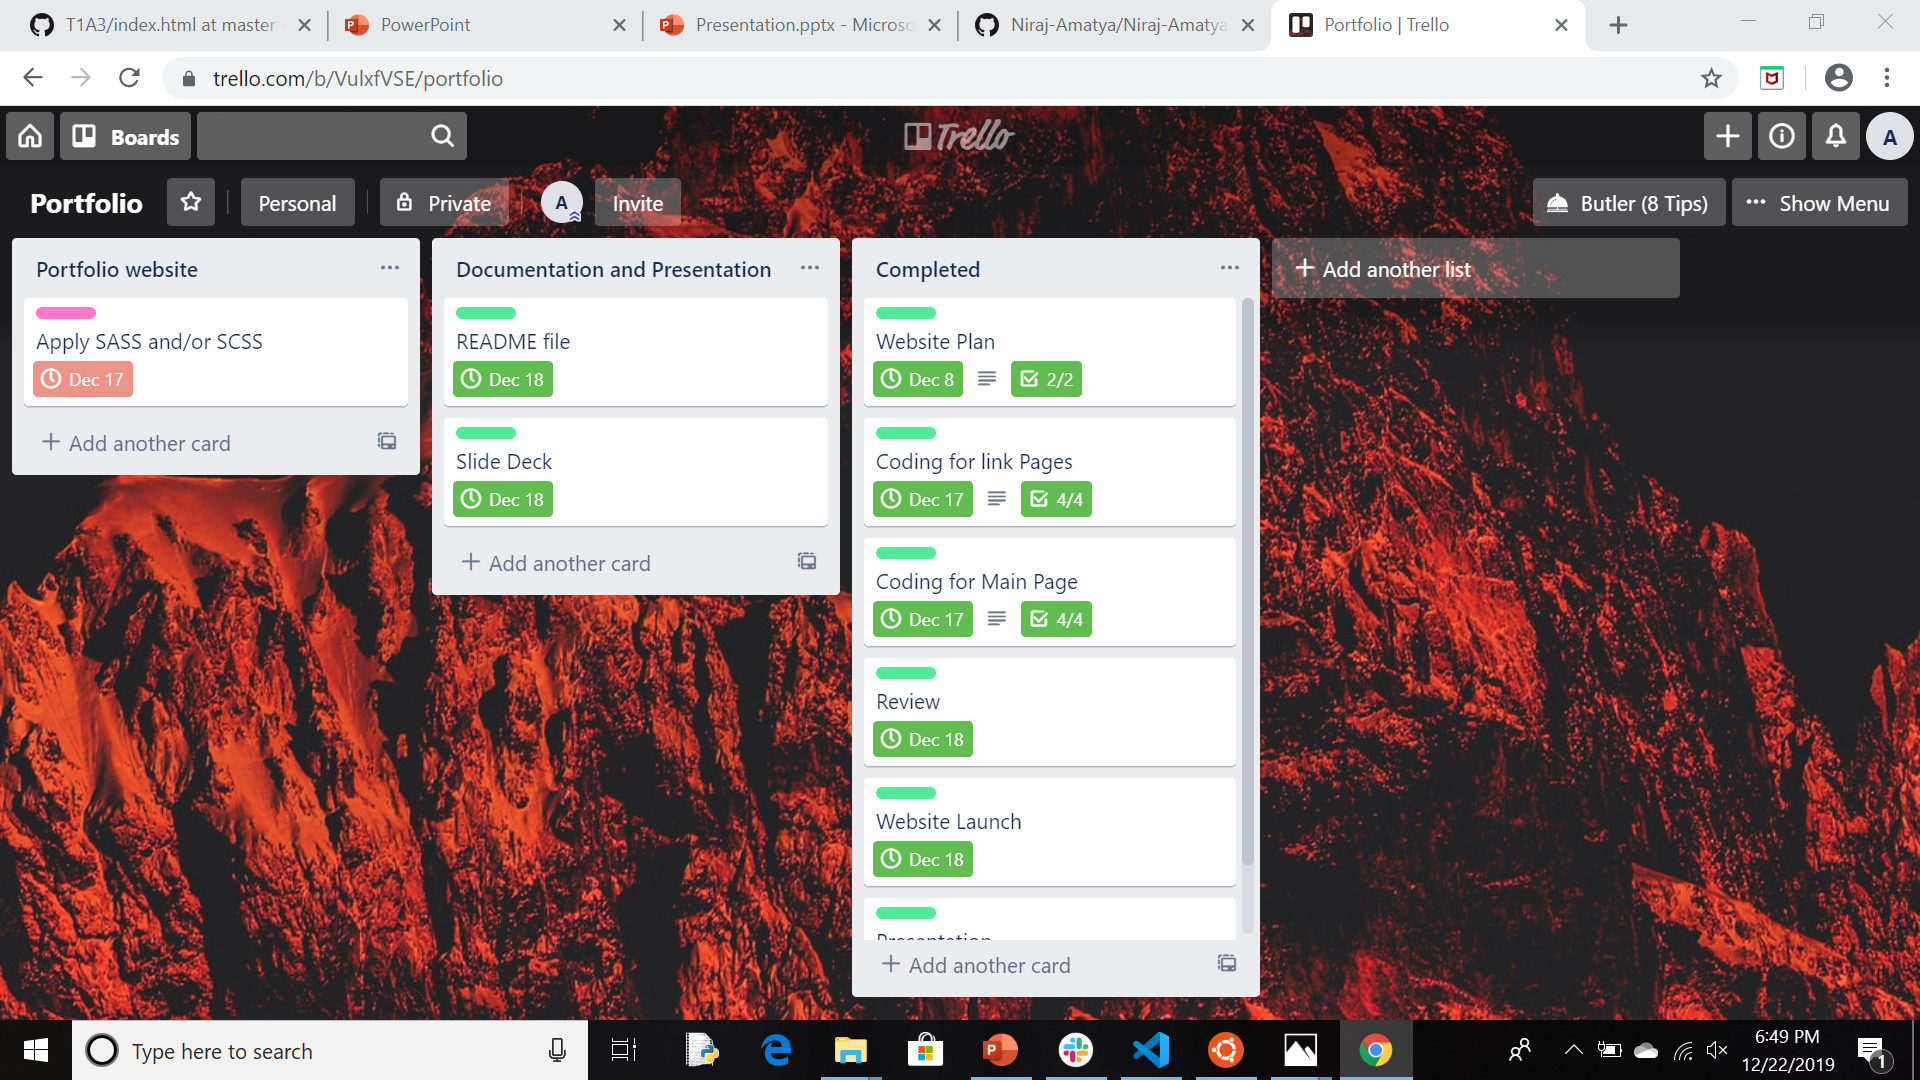 T1A3/index.html at master
PowerPoint
Presentation.pptx - Microso
Niraj-Amatya/Niraj-Amatya
Portfolio | Trello
trello.com/b/VulxfVSE/portfolio
Boards
Trello
A
Portfolio
Personal
Private
A
Invite
Butler (8 Tips)
Show Menu
Portfolio website
Apply SASS and/or SCSS
Dec 17
+ Add another card
Documentation and Presentation
README file
Dec 18
Slide Deck
Dec 18
+ Add another card
Completed
Website Plan
Dec 8
2/2
Coding for link Pages
Dec 17
4/4
Coding for Main Page
Dec 17
4/4
Review
Dec 18
Website Launch
Dec 18
Presentation
+ Add another card
+ Add another list
Type here to search
6:49 PM
12/22/2019
1